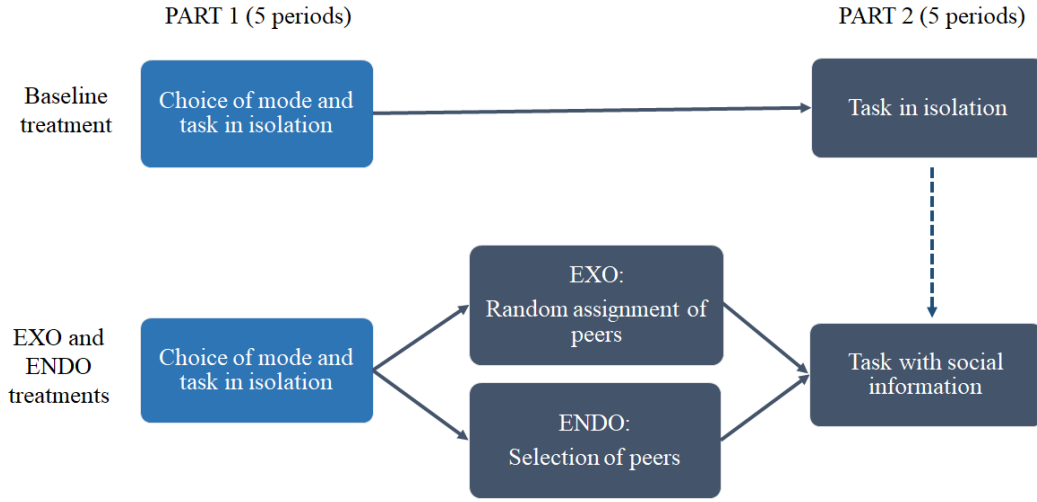 PART 1 (5 periods)
PART 2 (5 periods)
Baseline
treatment
Choice of mode and
task in isolation
Task in isolation
EXO and
ENDO
treatments
Choice of mode and
task in isolation
EXO:
Random assignment of
peers
ENDO:
Selection of peers
Task with social
information